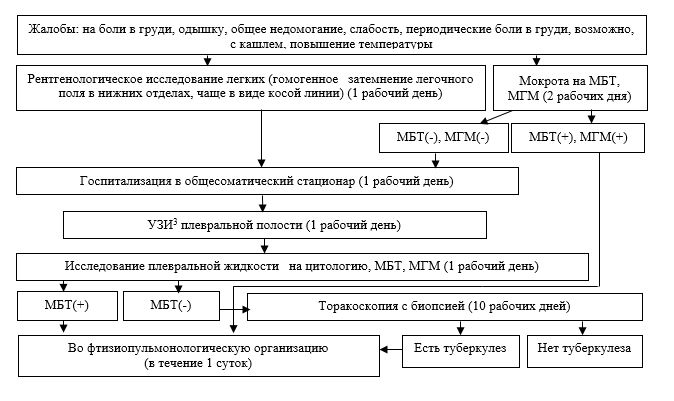 Жалобы: на боли в груди, одышку, общее недомогание, слабость, периодические боли в груди, возможно,
с кашлем, повышение температуры
Рентгенологическое исследование легких (гомогенное затемнение легочного
поля в нижних отделах, чаще в виде косой линии) (1 рабочий день)
Мокрота на МБТ,
МГМ (2 рабочих дня)
МБТ(-), МГМ(-)
МБТ(+), МГМ(+)
Госпитализация в общесоматический стационар (1 рабочий день)
УЗИ³ плевральной полости (1 рабочий день)
Исследование плевральной жидкости на цитологию, МБТ, МГМ (1 рабочий день)
МБТ(+)
МБТ(-)
Торакоскопия с биопсией (10 рабочих дней)
Во фтизиопульмонологическую организацию
(в течение 1 суток)
Есть туберкулез
Нет туберкулеза